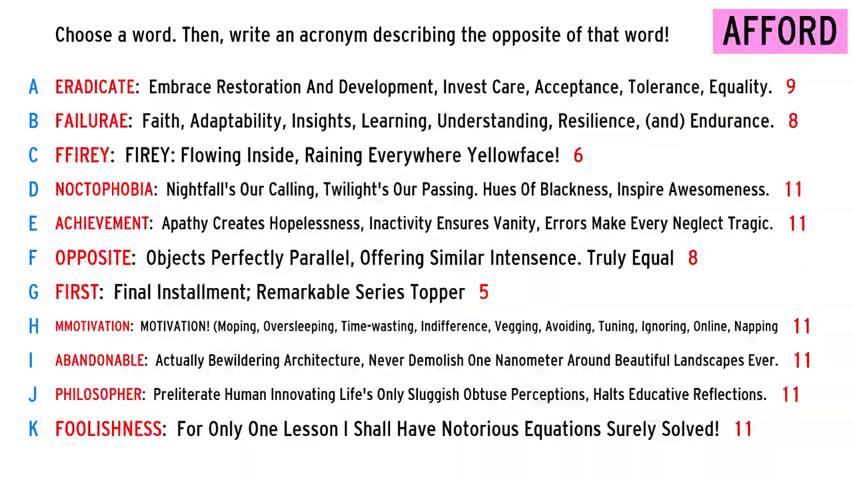 Choose a word. Then, write an acronym describing the opposite of that word!
AFFORD
A ERADICATE: Embrace Restoration And Development, Invest Care, Acceptance, Tolerance, Equality. 9
B FAILURAE: Faith, Adaptability, Insights, Learning, Understanding, Resilience, (and) Endurance. 8
C FFIREY: FIREY: Flowing Inside, Raining Everywhere Yellowface! 6
D NOCTOPHOBIA: Nightfall's Our Calling, Twilight's Our Passing. Hues Of Blackness, Inspire Awesomeness. 11
E ACHIEVEMENT: Apathy Creates Hopelessness, Inactivity Ensures Vanity, Errors Make Every Neglect Tragic. 11
F OPPOSITE: Objects Perfectly Parallel, Offering Similar Intensence. Truly Equal 8
G FIRST: Final Installment; Remarkable Series Topper 5
H MMOTIVATION: MOTIVATION! (Moping, Oversleeping, Time-wasting, Indifference, Vegging, Avoiding, Tuning, Ignoring, Online, Napping 11
I ABANDONABLE: Actually Bewildering Architecture, Never Demolish One Nanometer Around Beautiful Landscapes Ever. 11
J PHILOSOPHER: Preliterate Human Innovating Life's Only Sluggish Obtuse Perceptions, Halts Educative Reflections. 11
K FOOLISHNESS: For Only One Lesson I Shall Have Notorious Equations Surely Solved! 11